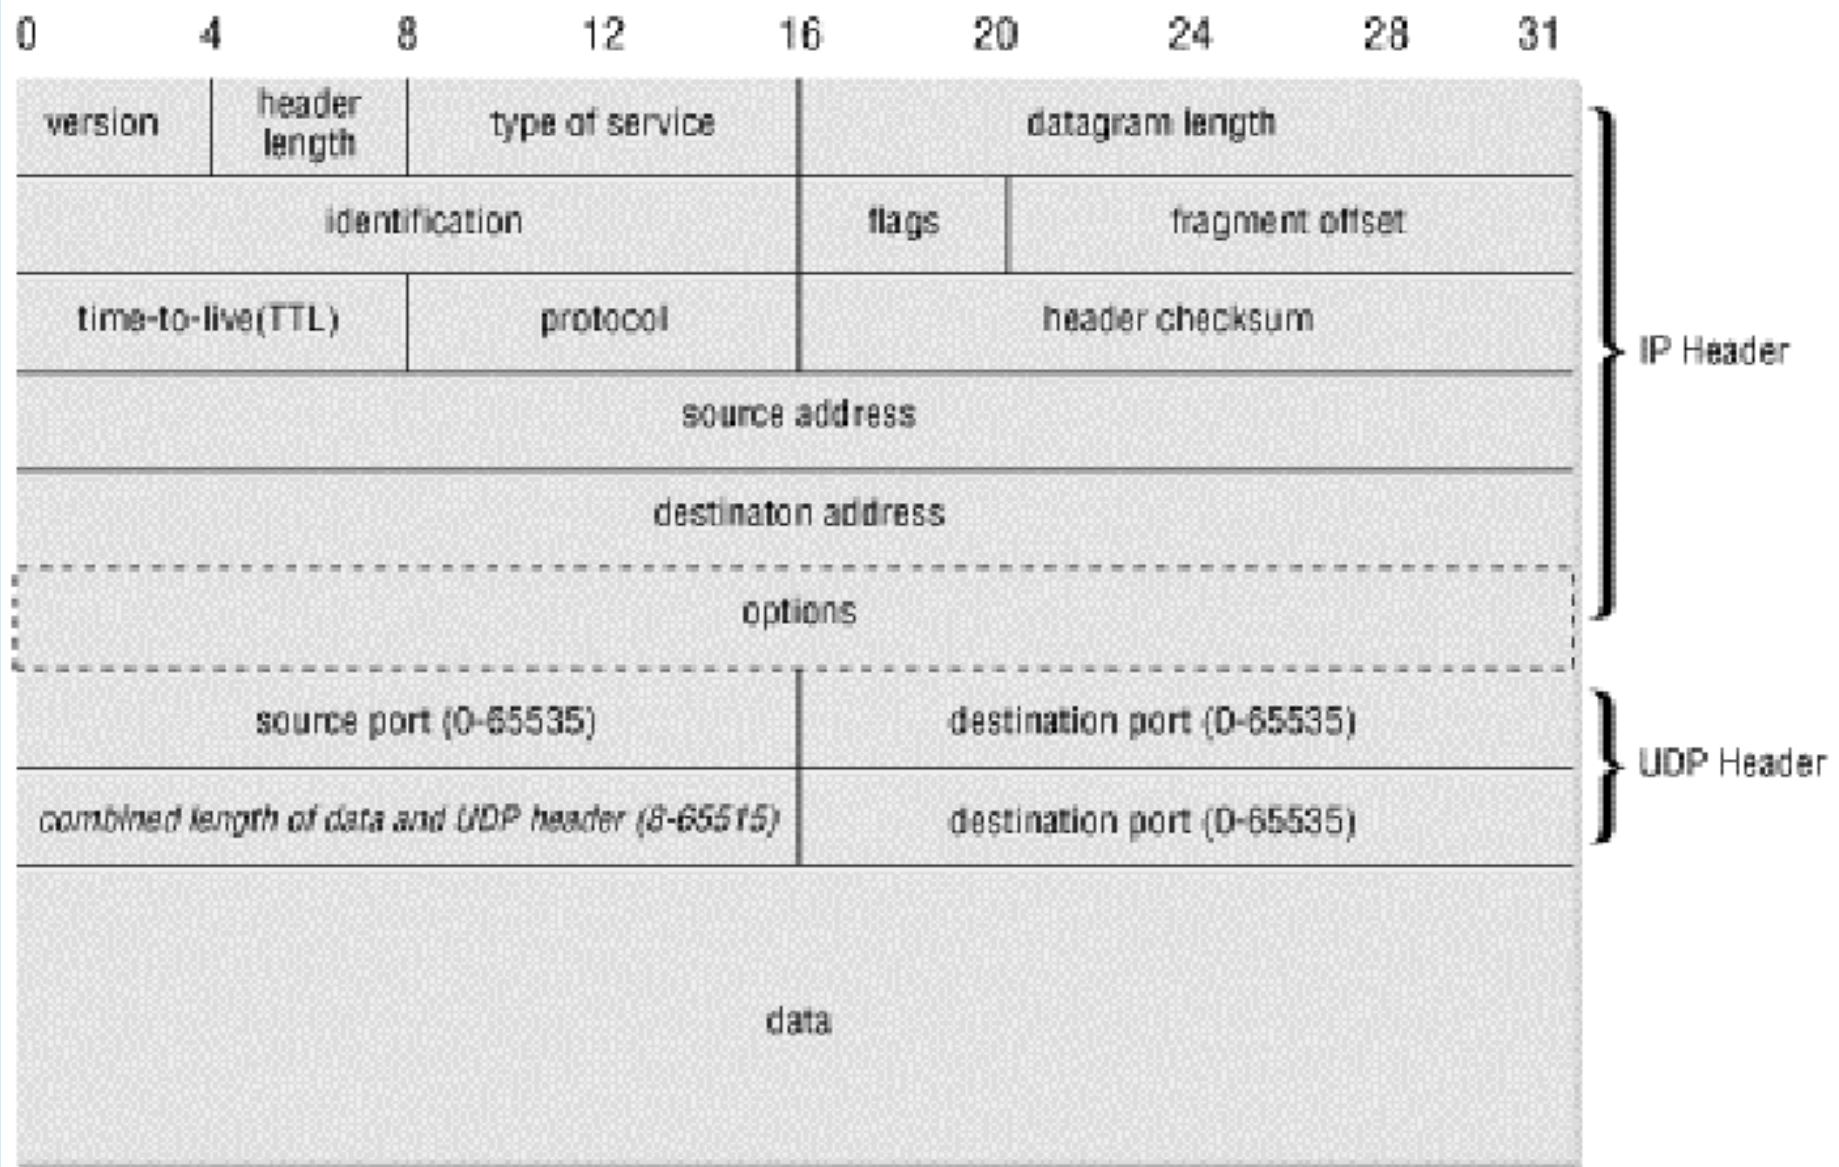 0 4 8 12 16 20 24 28 31
version
header
length
type of service
datagram length
identification
flags
fragment offset
time-to-live(TTL)
protocol
header checksum
IP Header
source address
destinaton address
options
source port (0-65535)
destination port (0-65535)
UDP Header
combined length of data and UDP header (8-65515)
destination port (0-65535)
data